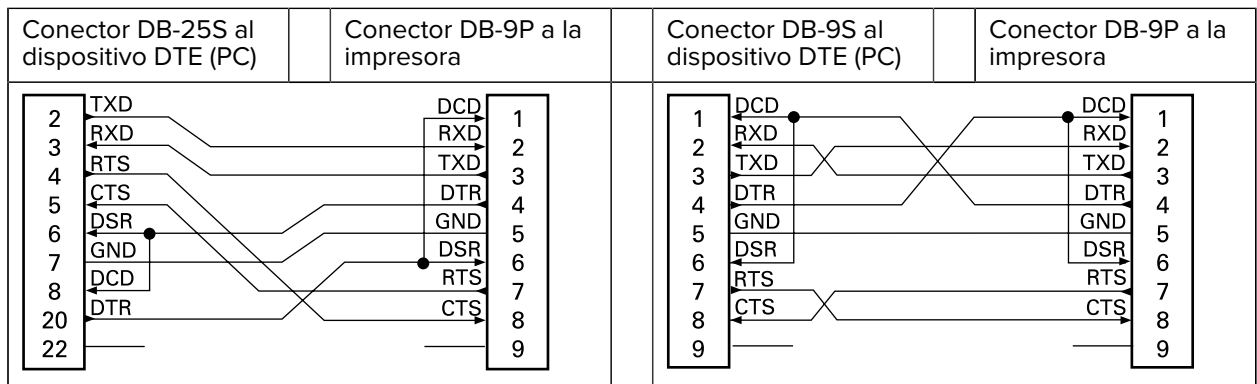 Conector DB-25S al
dispositivo DTE (PC)
Conector DB-9P a la
impresora
Conector DB-9S al
dispositivo DTE (PC)
Conector DB-9P a la
impresora
2 TXD
3 RXD
4 RTS
5 CTS
6 DSR
7 GND
8 DCD
20 DTR
22
DCD 1
RXD 2
TXD 3
DTR 4
GND 5
DSR 6
RTS 7
CTS 8
9
1 DCD
2 RXD
3 TXD
4 DTR
5 GND
6 DSR
7 RTS
8 CTS
9
DCD 1
RXD 2
TXD 3
DTR 4
GND 5
DSR 6
RTS 7
CTS 8
9